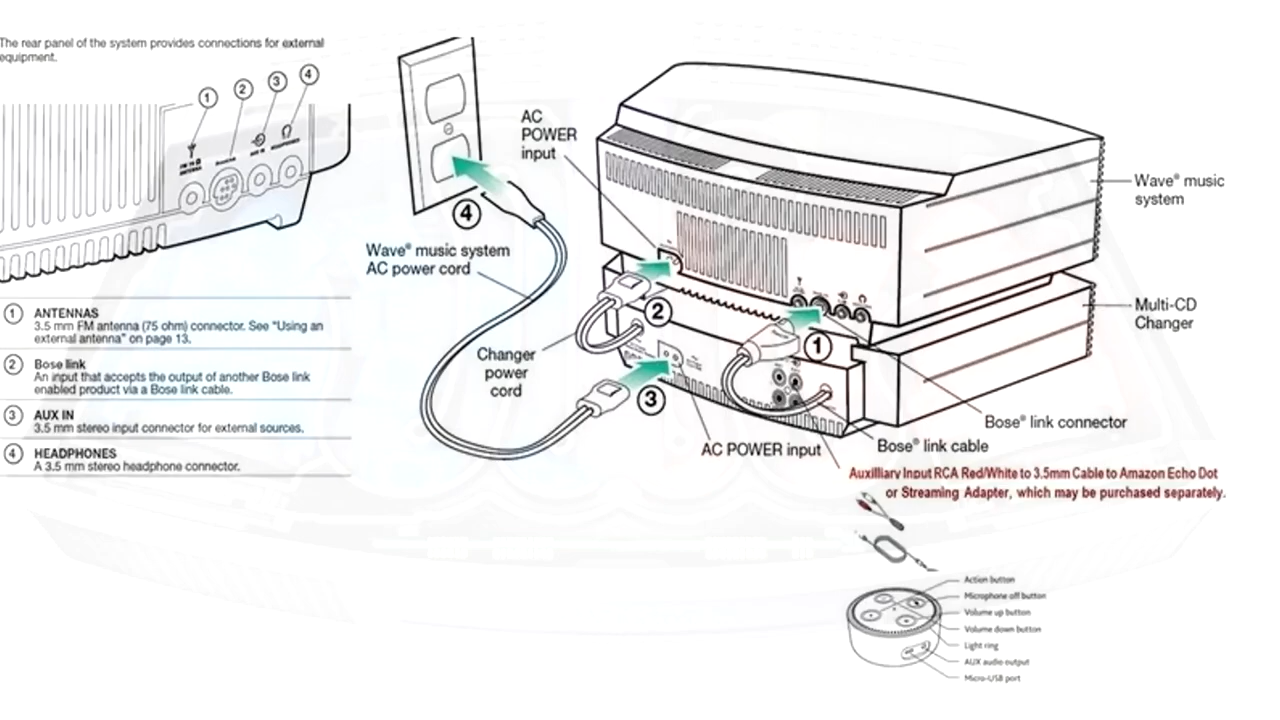 The rear panel of the system provides connections for external
equipment.
1
2
3
4
FM 75 Ω
ANTENNA
Bose link
AUX IN
HEADPHONES
1 ANTENNAS
3.5 mm FM antenna (75 ohm) connector. See "Using an
external antenna" on page 13.
2 Bose link
An input that accepts the output of another Bose link
enabled product via a Bose link cable.
3 AUX IN
3.5 mm stereo input connector for external sources.
4 HEADPHONES
A 3.5 mm stereo headphone connector.
AC
POWER
input
4
Wave® music system
AC power cord
2
Changer
power
cord
3
1
AC POWER input
Wave® music
system
Multi-CD
Changer
Bose® link connector
Bose® link cable
Auxilliary Input RCA Red/White to 3.5mm Cable to Amazon Echo Dot
or Streaming Adapter, which may be purchased separately.
Action button
Microphone off button
Volume up button
Volume down button
Light ring
AUX audio output
Micro-USB port